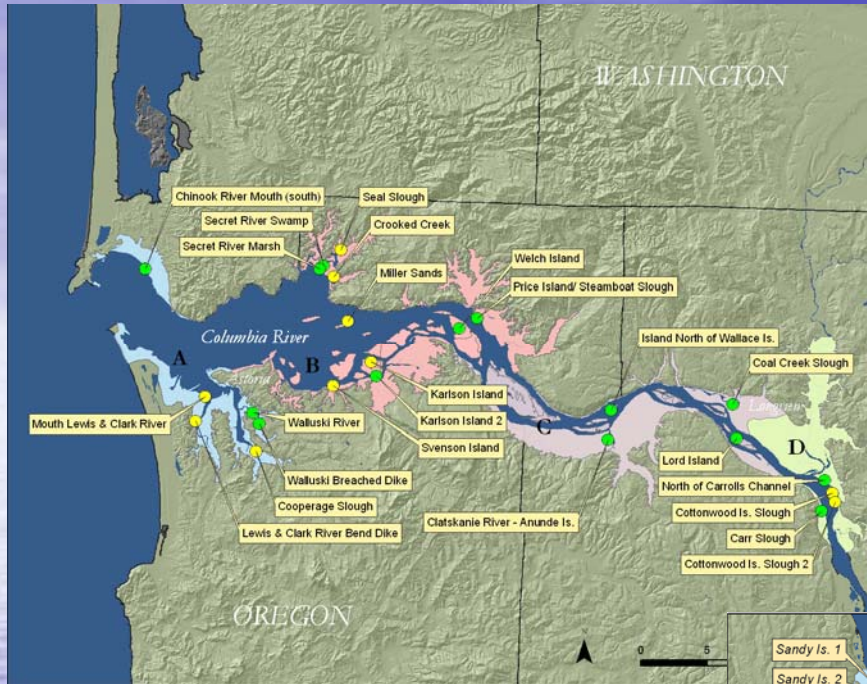 WASHINGTON
Chinook River Mouth (south)
Seal Slough
Secret River Swamp
Crooked Creek
Secret River Marsh
Welch Island
Miller Sands
Price Island/ Steamboat Slough
Columbia River
Island North of Wallace Is.
A
B
Coal Creek Slough
Astoria
Karlson Island
Longview
Mouth Lewis & Clark River
Walluski River
Karlson Island 2
C
D
Svenson Island
Lord Island
Walluski Breached Dike
North of Carrolls Channel
Cooperage Slough
Cottonwood Is. Slough
Clatskanie River - Anunde Is.
Lewis & Clark River Bend Dike
Carr Slough
Cottonwood Is. Slough 2
OREGON
0 5
Sandy Is. 1
Sandy Is. 2